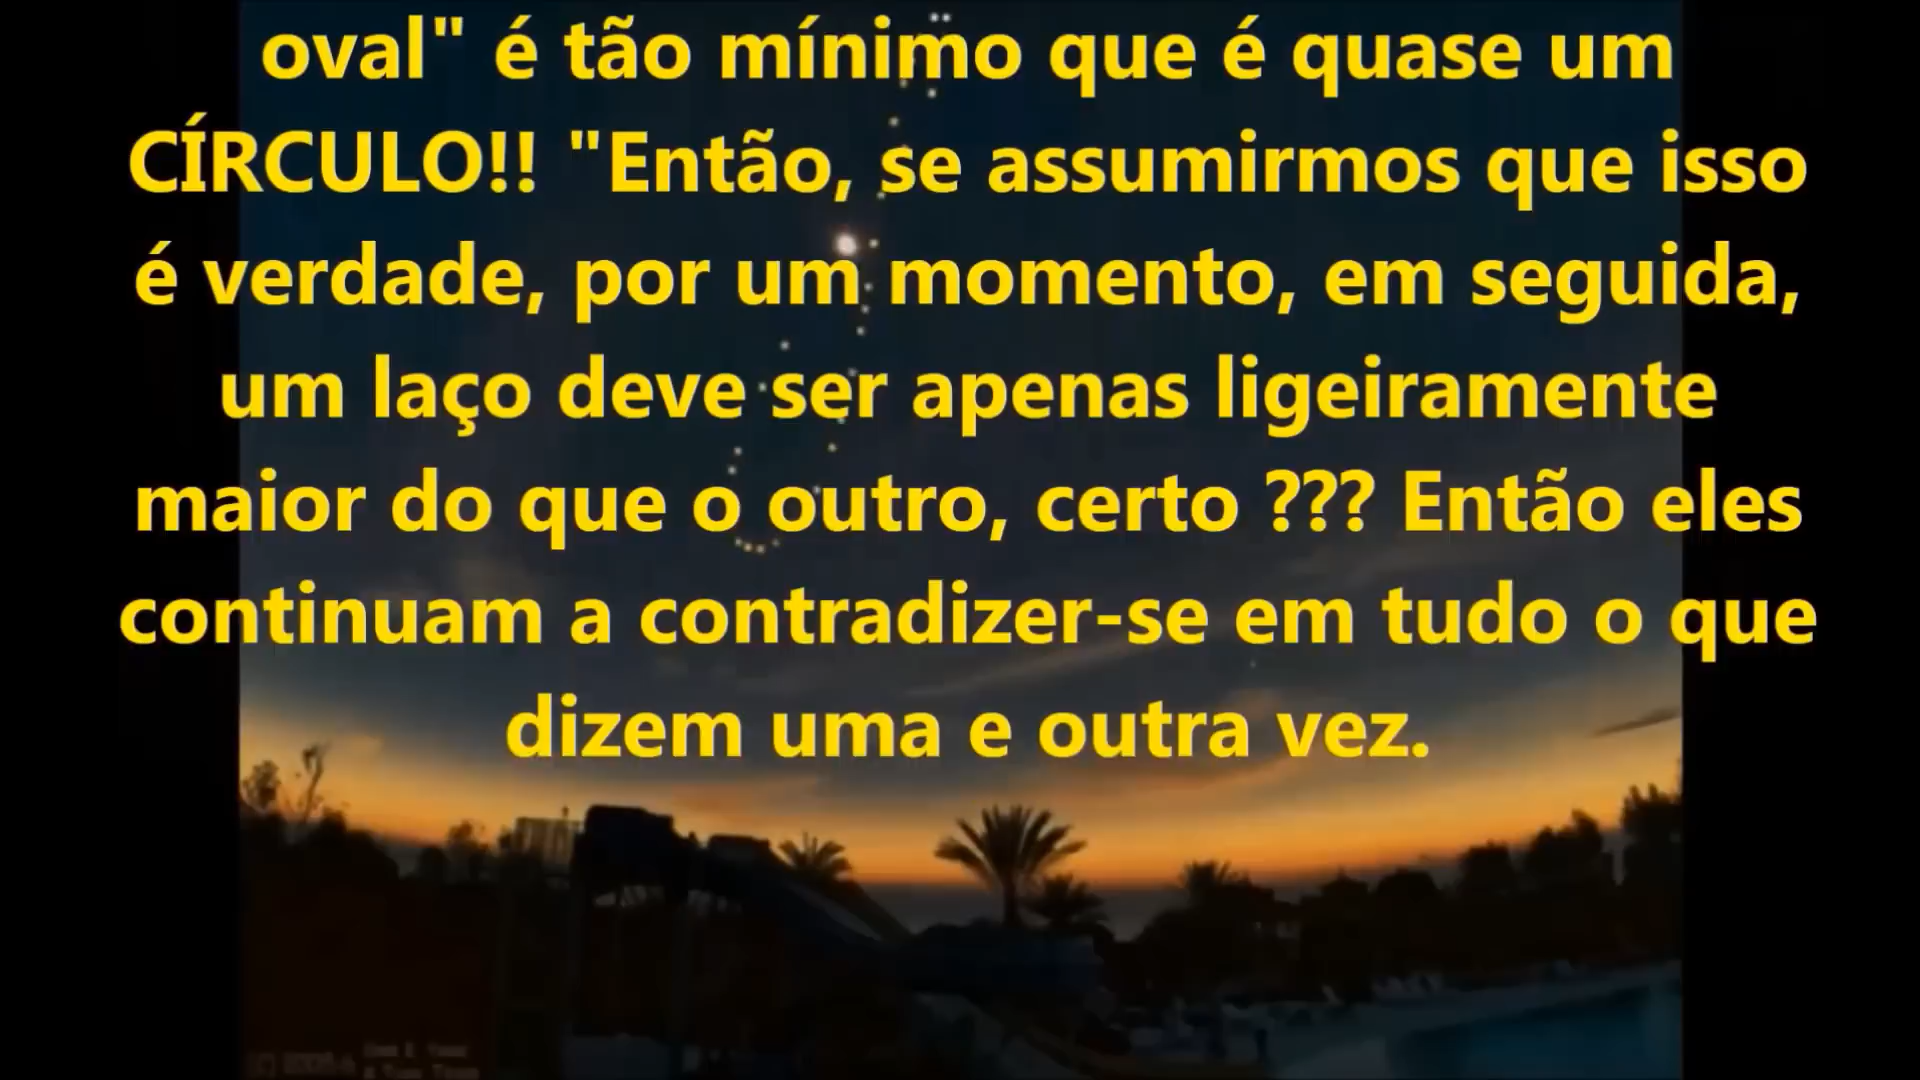 oval" é tão mínimo que é quase um
CÍRCULO!! "Então, se assumirmos que isso
é verdade, por um momento, em seguida,
um laço deve ser apenas ligeiramente
maior do que o outro, certo ??? Então eles
continuam a contradizer-se em tudo o que
dizem uma e outra vez.